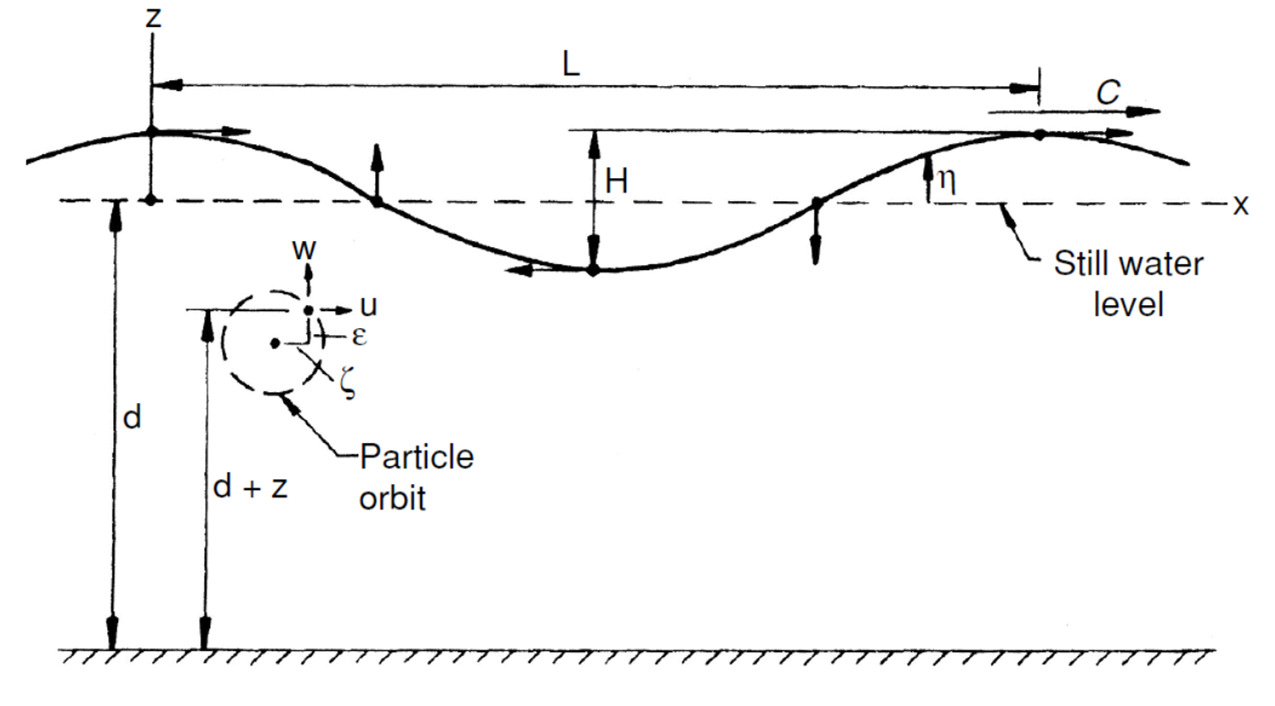 z
L
C
H
η
x
Still water
level
w
u
ε
ζ
d
Particle
orbit
d + z